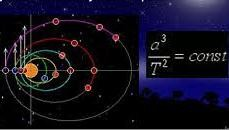 a³/T² = const